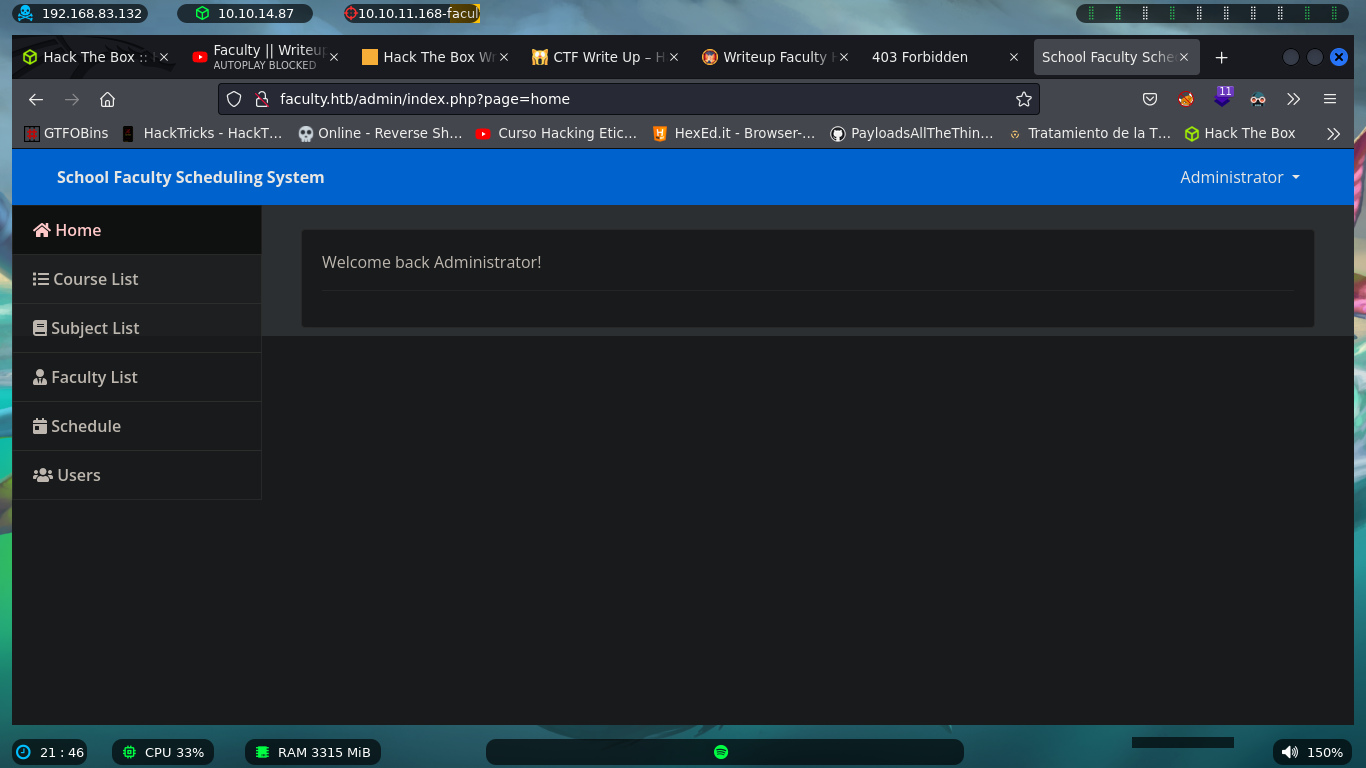 192.168.83.132 10.10.14.87 10.10.11.168-facul
Hack The Box :: Faculty || Writeup Hack The Box Wr CTF Write Up – H Writeup Faculty 403 Forbidden School Faculty Sche
AUTOPLAY BLOCKED
faculty.htb/admin/index.php?page=home 11
GTFOBins HackTricks - HackT… Online - Reverse Sh… Curso Hacking Etic… HexEd.it - Browser-… PayloadsAllTheThin… Tratamiento de la T… Hack The Box
School Faculty Scheduling System Administrator
Home
Welcome back Administrator!
Course List
Subject List
Faculty List
Schedule
Users
21 : 46 CPU 33% RAM 3315 MiB 150%